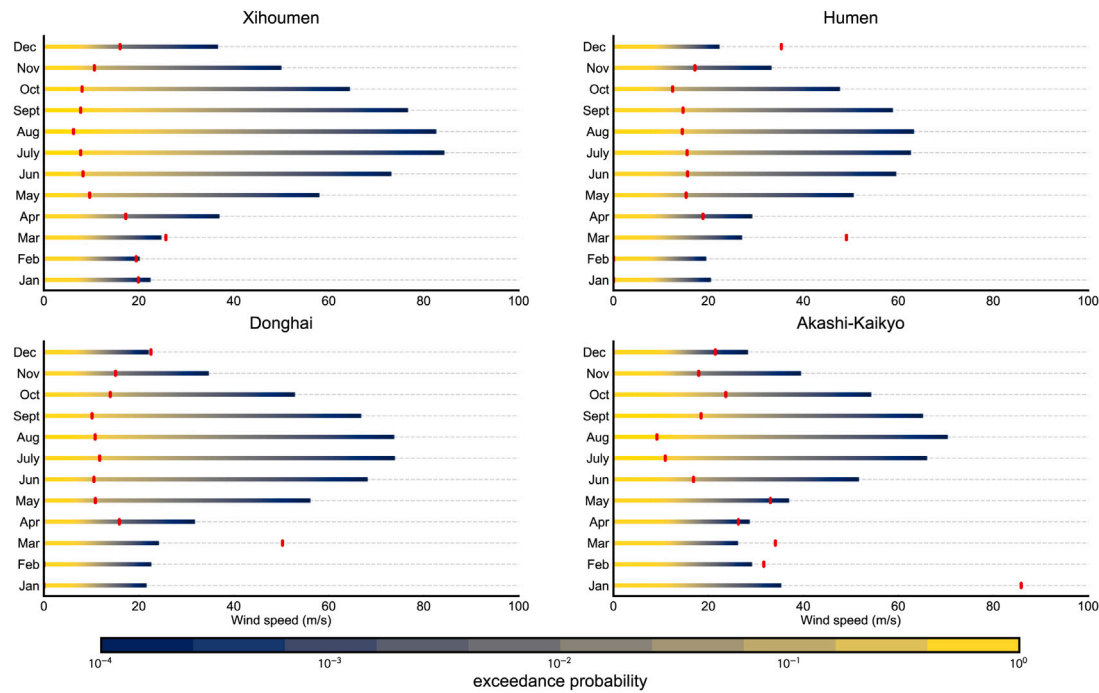 Xihoumen
Dec
Nov
Oct
Sept
Aug
July
Jun
May
Apr
Mar
Feb
Jan
0 20 40 60 80 100
Humen
Dec
Nov
Oct
Sept
Aug
July
Jun
May
Apr
Mar
Feb
Jan
0 20 40 60 80 100
Donghai
Dec
Nov
Oct
Sept
Aug
July
Jun
May
Apr
Mar
Feb
Jan
0 20 40 60 80 100
Wind speed (m/s)
Akashi-Kaikyo
Dec
Nov
Oct
Sept
Aug
July
Jun
May
Apr
Mar
Feb
Jan
0 20 40 60 80 100
Wind speed (m/s)
10⁻⁴ 10⁻³ 10⁻² 10⁻¹ 10⁰
exceedance probability